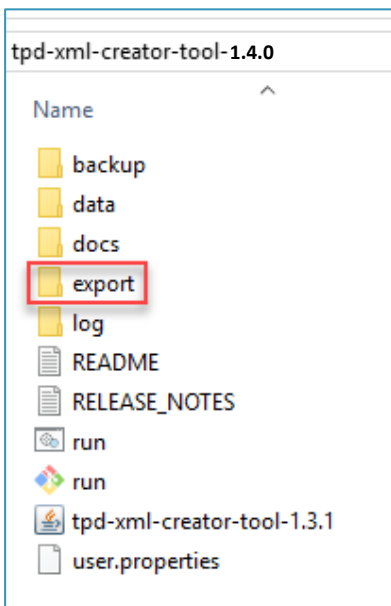 tpd-xml-creator-tool-1.4.0
Name
backup
data
docs
export
log
README
RELEASE_NOTES
run
run
tpd-xml-creator-tool-1.3.1
user.properties